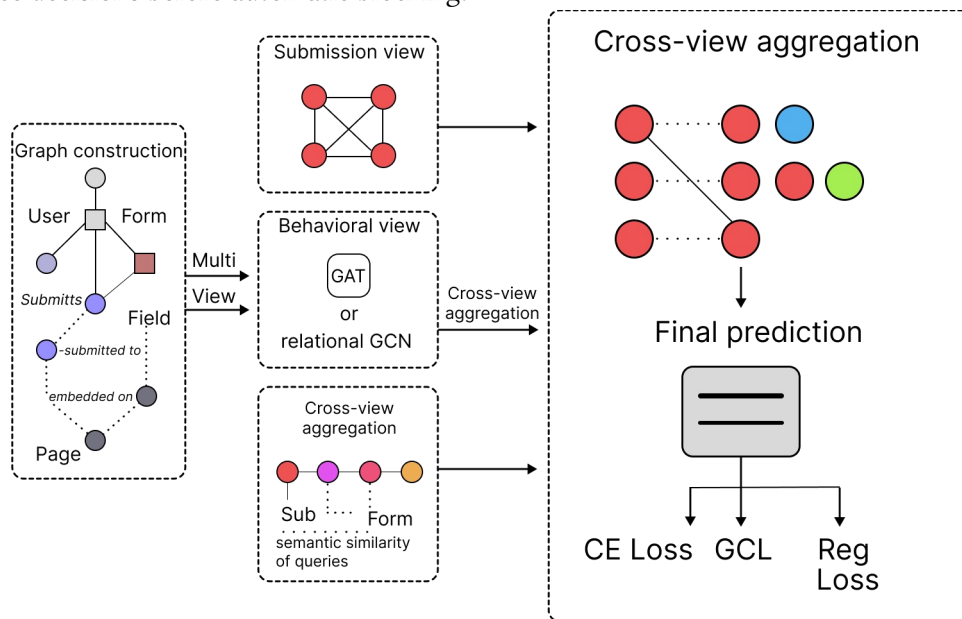 Graph construction
User
Form
Submitts
Field
-submitted to
embedded on
Page
Multi
View
Submission view
Behavioral view
GAT
or
relational GCN
Cross-view
aggregation
Sub
Form
semantic similarity
of queries
Cross-view
aggregation
Cross-view aggregation
Final prediction
CE Loss
GCL
Reg
Loss